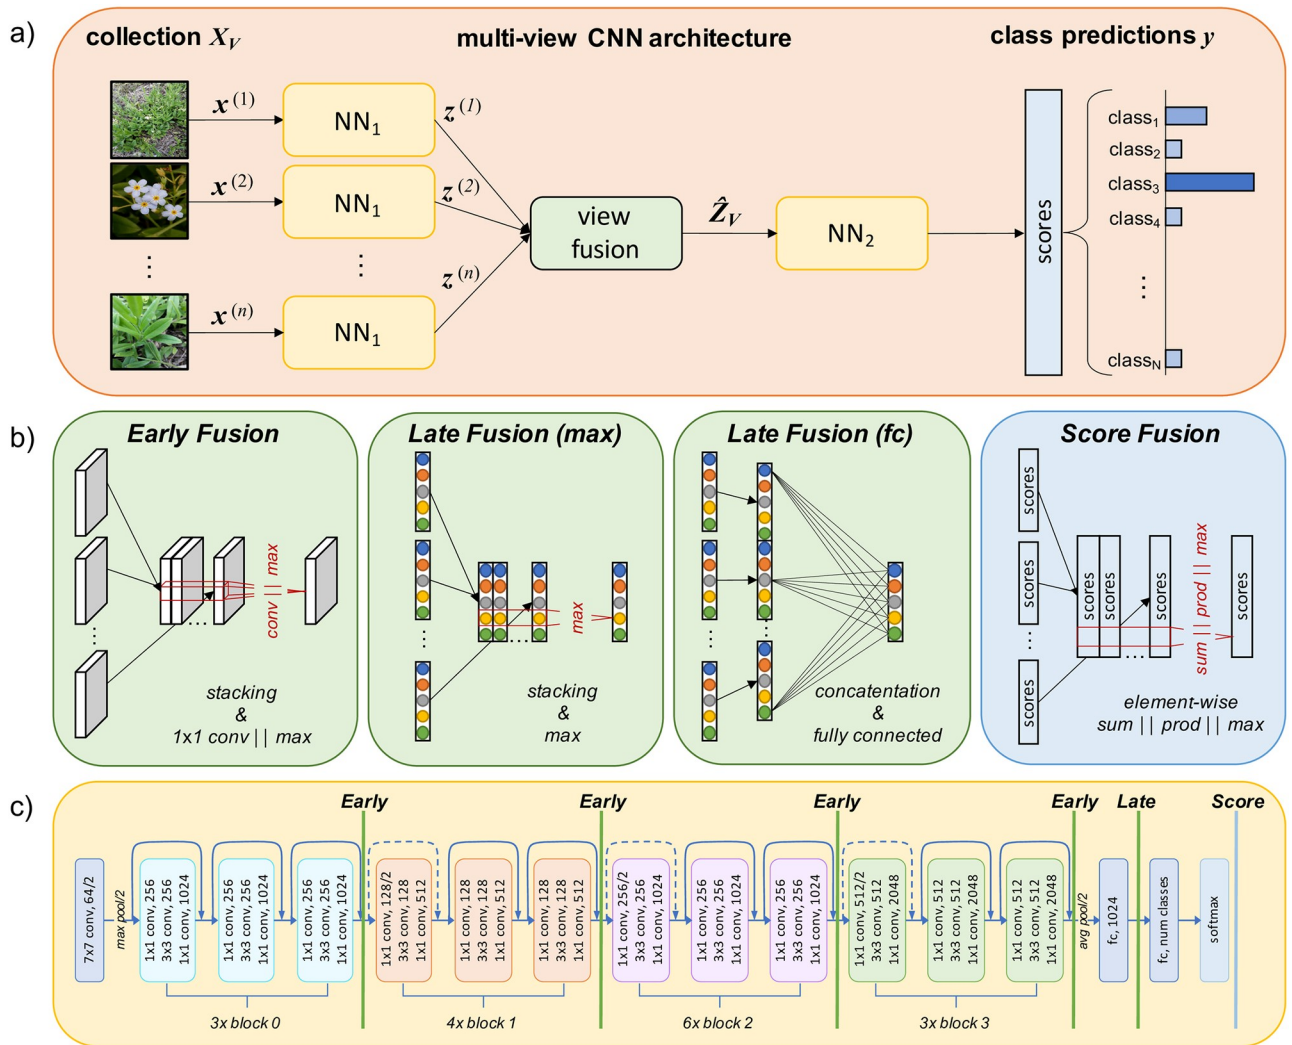 a)
collection X_V
multi-view CNN architecture
class predictions y
x^(1)
NN₁
z^(1)
x^(2)
NN₁
z^(2)
⋮
⋮
x^(n)
NN₁
z^(n)
view
fusion
Ẑ_V
NN₂
scores
class₁
class₂
class₃
class₄
⋮
class_N
b)
Early Fusion
conv || max
stacking
&
1x1 conv || max
Late Fusion (max)
max
stacking
&
max
Late Fusion (fc)
concatentation
&
fully connected
Score Fusion
scores
scores
scores
scores
scores
scores
scores
sum || prod || max
element-wise
sum || prod || max
c)
Early
Early
Early
Early
Late
Score
7x7 conv, 64/2
max pool/2
1x1 conv, 256
3x3 conv, 256
1x1 conv, 1024
1x1 conv, 256
3x3 conv, 256
1x1 conv, 1024
1x1 conv, 256
3x3 conv, 256
1x1 conv, 1024
3x block 0
1x1 conv, 128/2
3x3 conv, 128
1x1 conv, 512
1x1 conv, 128
3x3 conv, 128
1x1 conv, 512
1x1 conv, 128
3x3 conv, 128
1x1 conv, 512
4x block 1
1x1 conv, 256/2
3x3 conv, 256
1x1 conv, 1024
1x1 conv, 256
3x3 conv, 256
1x1 conv, 1024
1x1 conv, 256
3x3 conv, 256
1x1 conv, 1024
6x block 2
1x1 conv, 512/2
3x3 conv, 512
1x1 conv, 2048
1x1 conv, 512
3x3 conv, 512
1x1 conv, 2048
1x1 conv, 512
3x3 conv, 512
1x1 conv, 2048
3x block 3
avg pool/2
fc, 1024
fc, num classes
softmax